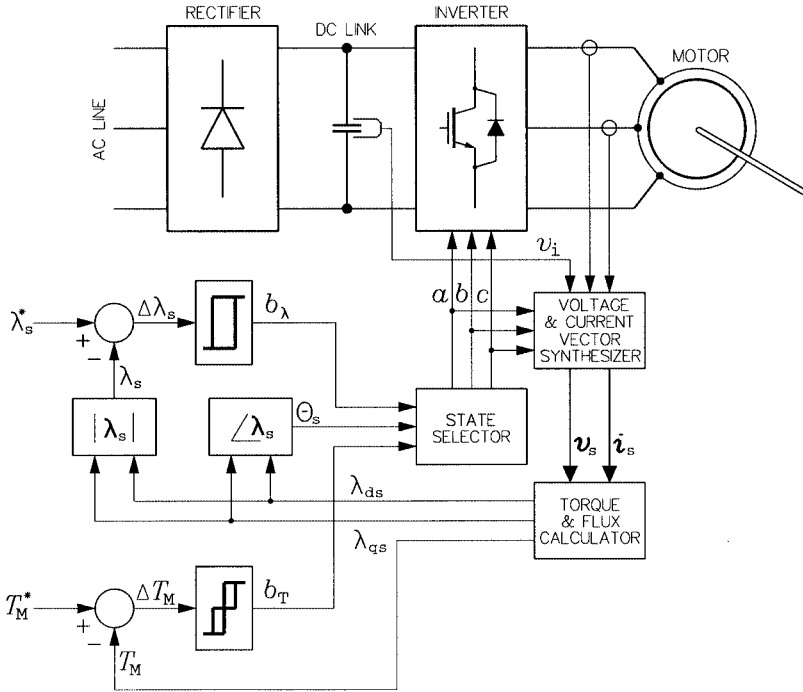 RECTIFIER
DC LINK
INVERTER
MOTOR
AC LINE
v_i
a b c
λ_s^*
+
−
Δλ_s
b_λ
VOLTAGE
& CURRENT
VECTOR
SYNTHESIZER
λ_s
|λ_s|
∠λ_s
Θ_s
STATE
SELECTOR
v_s
i_s
λ_ds
TORQUE
& FLUX
CALCULATOR
λ_qs
T_M^*
+
−
ΔT_M
b_T
T_M